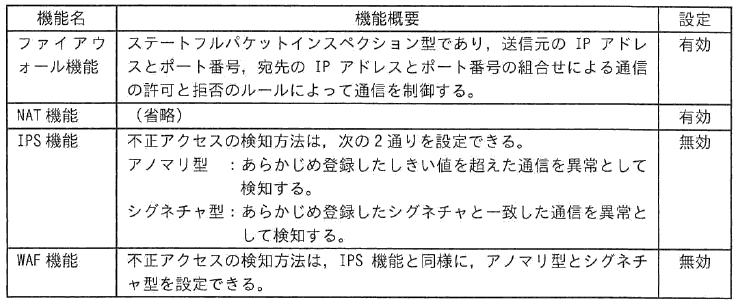 機能名 機能概要 設定
ファイアウォール機能 ステートフルパケットインスペクション型であり，送信元の IP アドレ 有効
スとポート番号，宛先の IP アドレスとポート番号の組合せによる通信
の許可と拒否のルールによって通信を制御する。
NAT 機能 （省略） 有効
IPS 機能 不正アクセスの検知方法は，次の2通りを設定できる。 無効
アノマリ型 ：あらかじめ登録したしきい値を超えた通信を異常として
検知する。
シグネチャ型：あらかじめ登録したシグネチャと一致した通信を異常と
して検知する。
WAF 機能 不正アクセスの検知方法は，IPS 機能と同様に，アノマリ型とシグネチ 無効
ャ型を設定できる。